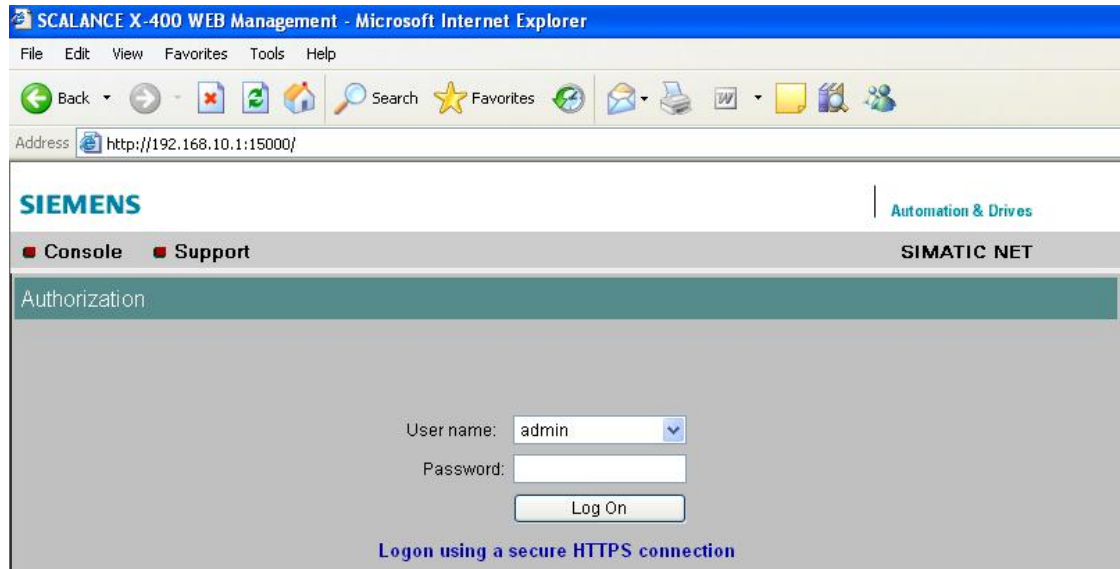 SCALANCE X-400 WEB Management - Microsoft Internet Explorer
File Edit View Favorites Tools Help
Back Search Favorites W
Address http://192.168.10.1:15000/
SIEMENS Automation & Drives
Console Support SIMATIC NET
Authorization
User name: admin
Password:
Log On
Logon using a secure HTTPS connection